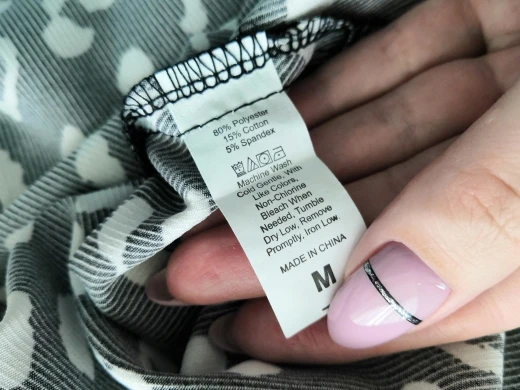 80% Polyester
15% Cotton
5% Spandex
Machine Wash
Cold Gentle, With
Like Colors,
Non-Chlorine
Bleach When
Needed, Tumble
Dry Low, Remove
Promptly, Iron Low.
MADE IN CHINA
M